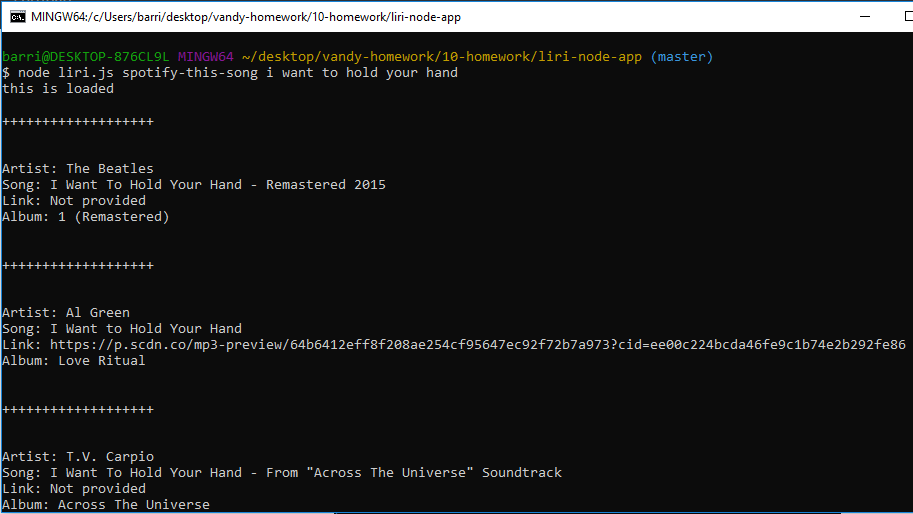 MINGW64:/c/Users/barri/desktop/vandy-homework/10-homework/liri-node-app
barri@DESKTOP-876CL9L MINGW64 ~/desktop/vandy-homework/10-homework/liri-node-app (master)
$ node liri.js spotify-this-song i want to hold your hand
this is loaded
+++++++++++++++++++
Artist: The Beatles
Song: I Want To Hold Your Hand - Remastered 2015
Link: Not provided
Album: 1 (Remastered)
+++++++++++++++++++
Artist: Al Green
Song: I Want to Hold Your Hand
Link: https://p.scdn.co/mp3-preview/64b6412eff8f208ae254cf95647ec92f72b7a973?cid=ee00c224bcda46fe9c1b74e2b292fe86
Album: Love Ritual
+++++++++++++++++++
Artist: T.V. Carpio
Song: I Want To Hold Your Hand - From "Across The Universe" Soundtrack
Link: Not provided
Album: Across The Universe